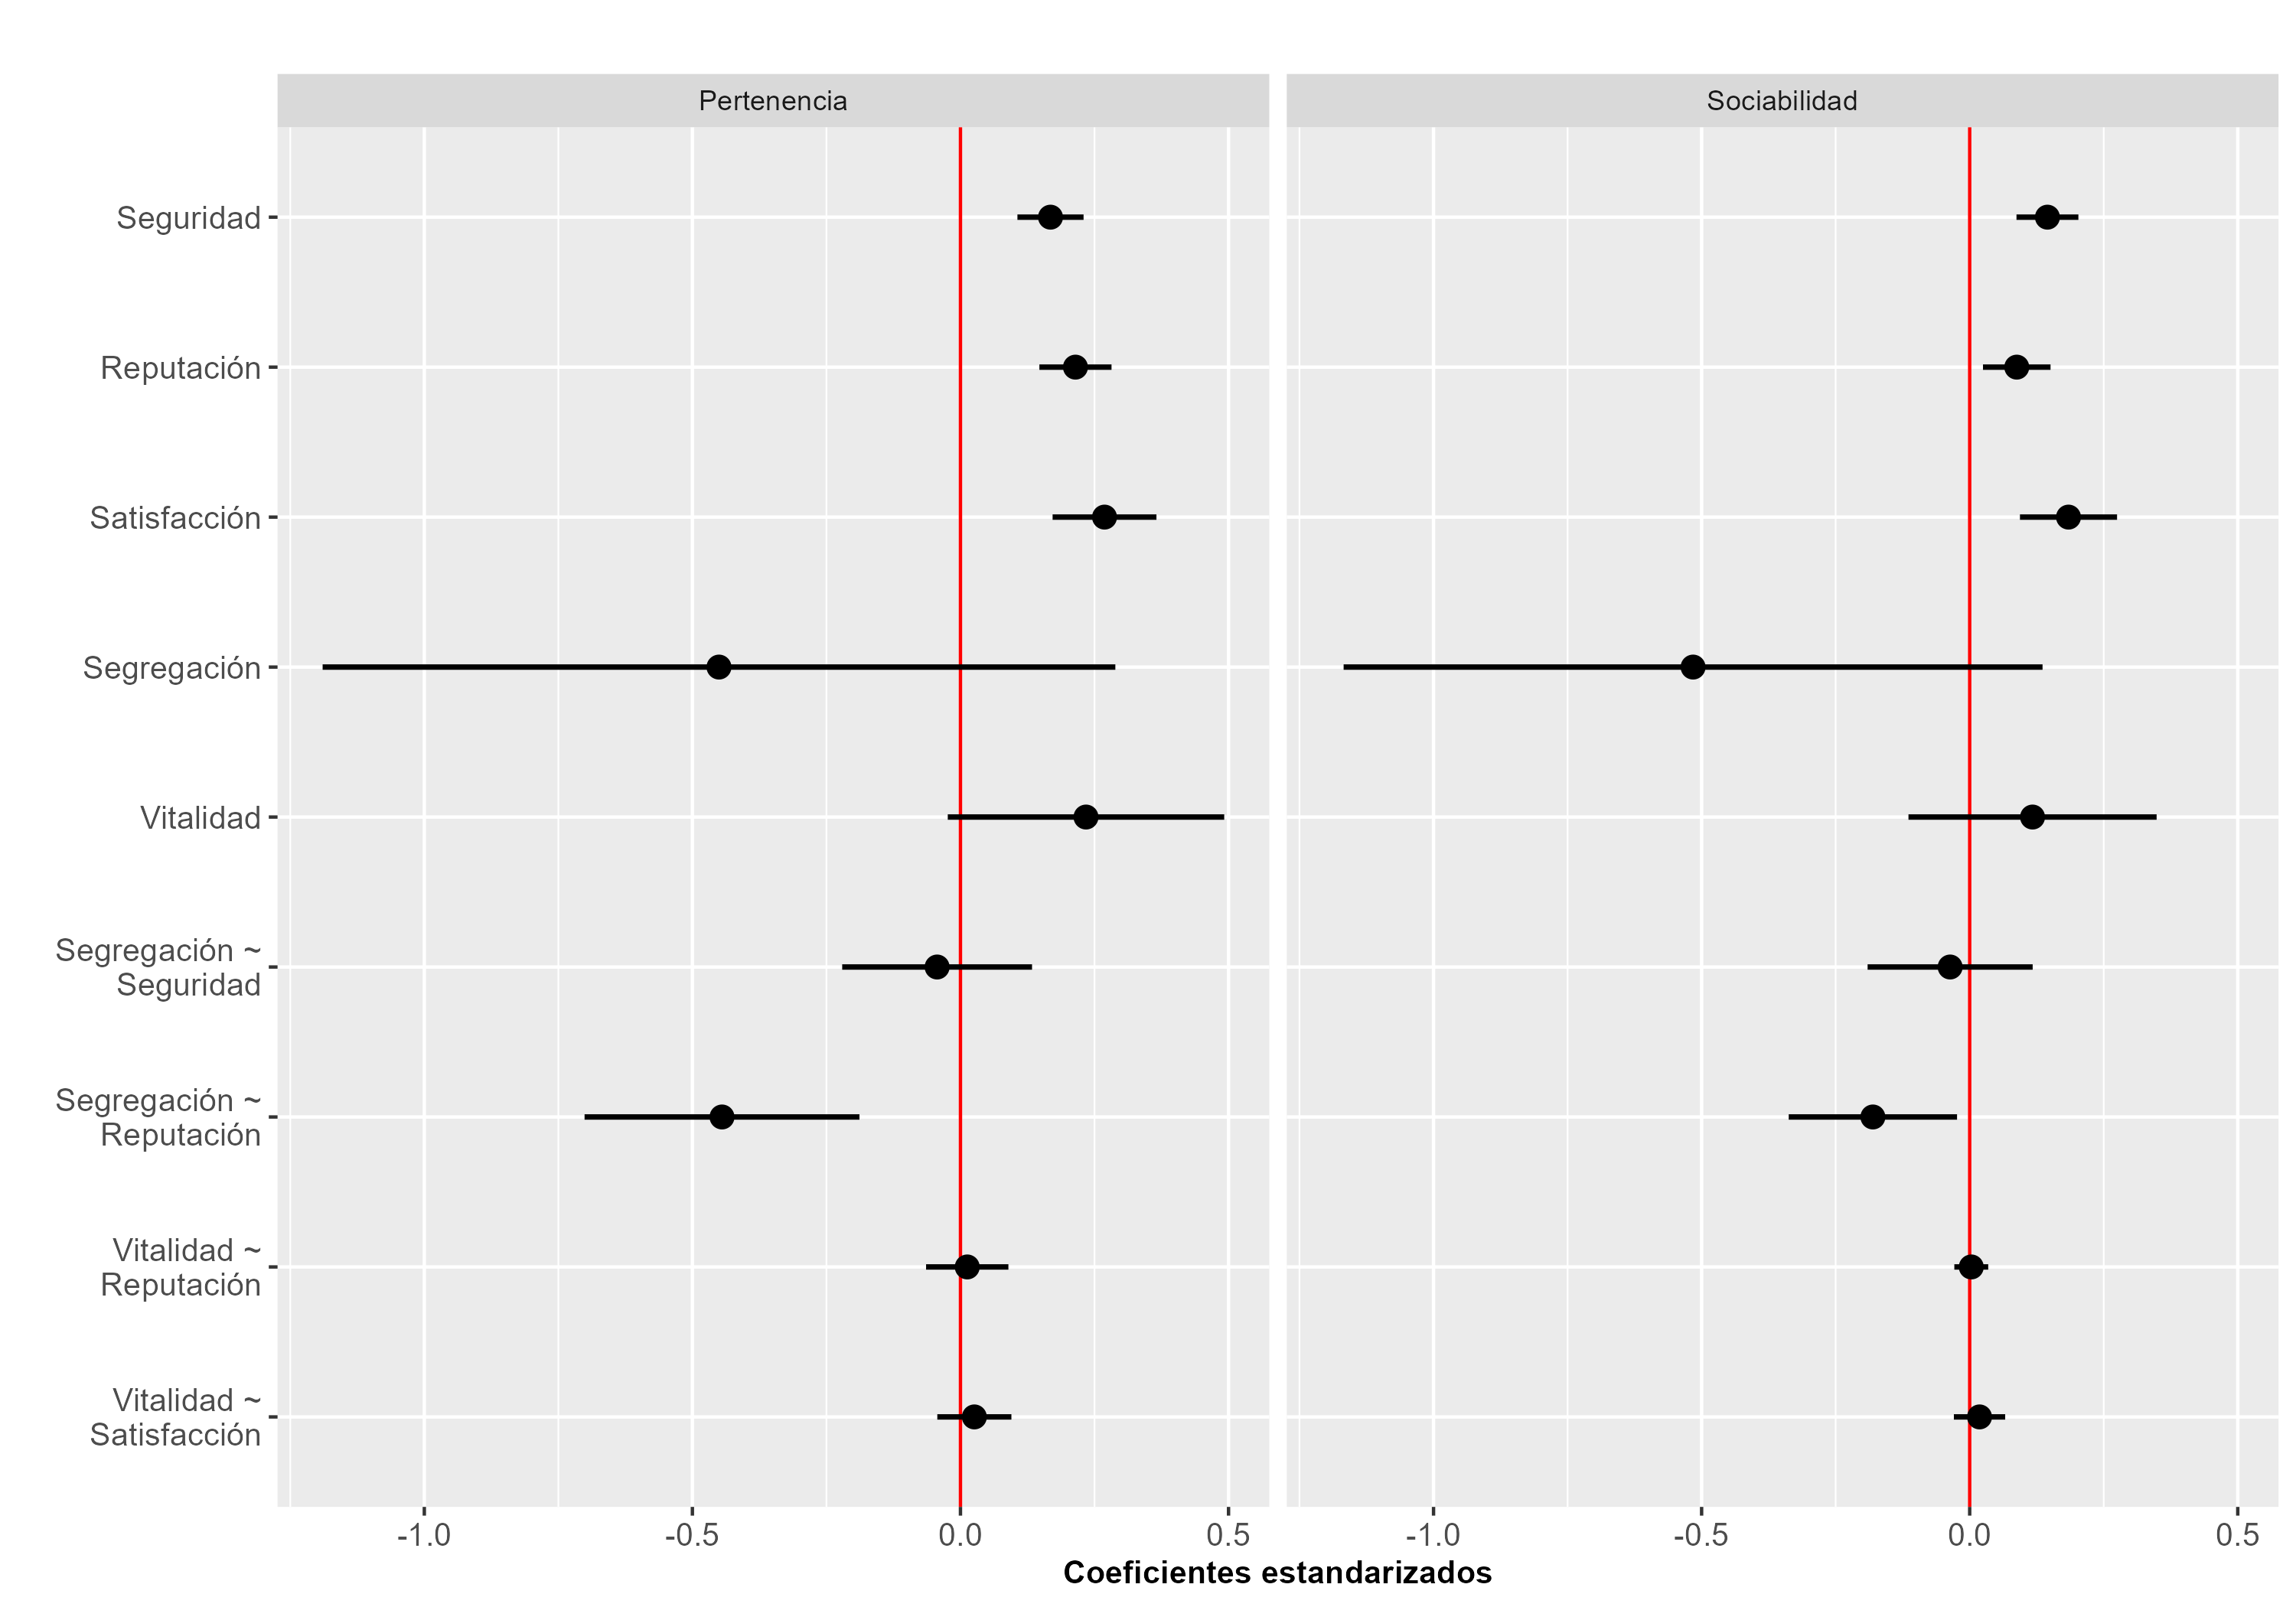 Pertenencia
Sociabilidad
Seguridad
Reputación
Satisfacción
Segregación
Vitalidad
Segregación ~
Seguridad
Segregación ~
Reputación
Vitalidad ~
Reputación
Vitalidad ~
Satisfacción
-1.0 -0.5 0.0 0.5
-1.0 -0.5 0.0 0.5
Coeficientes estandarizados